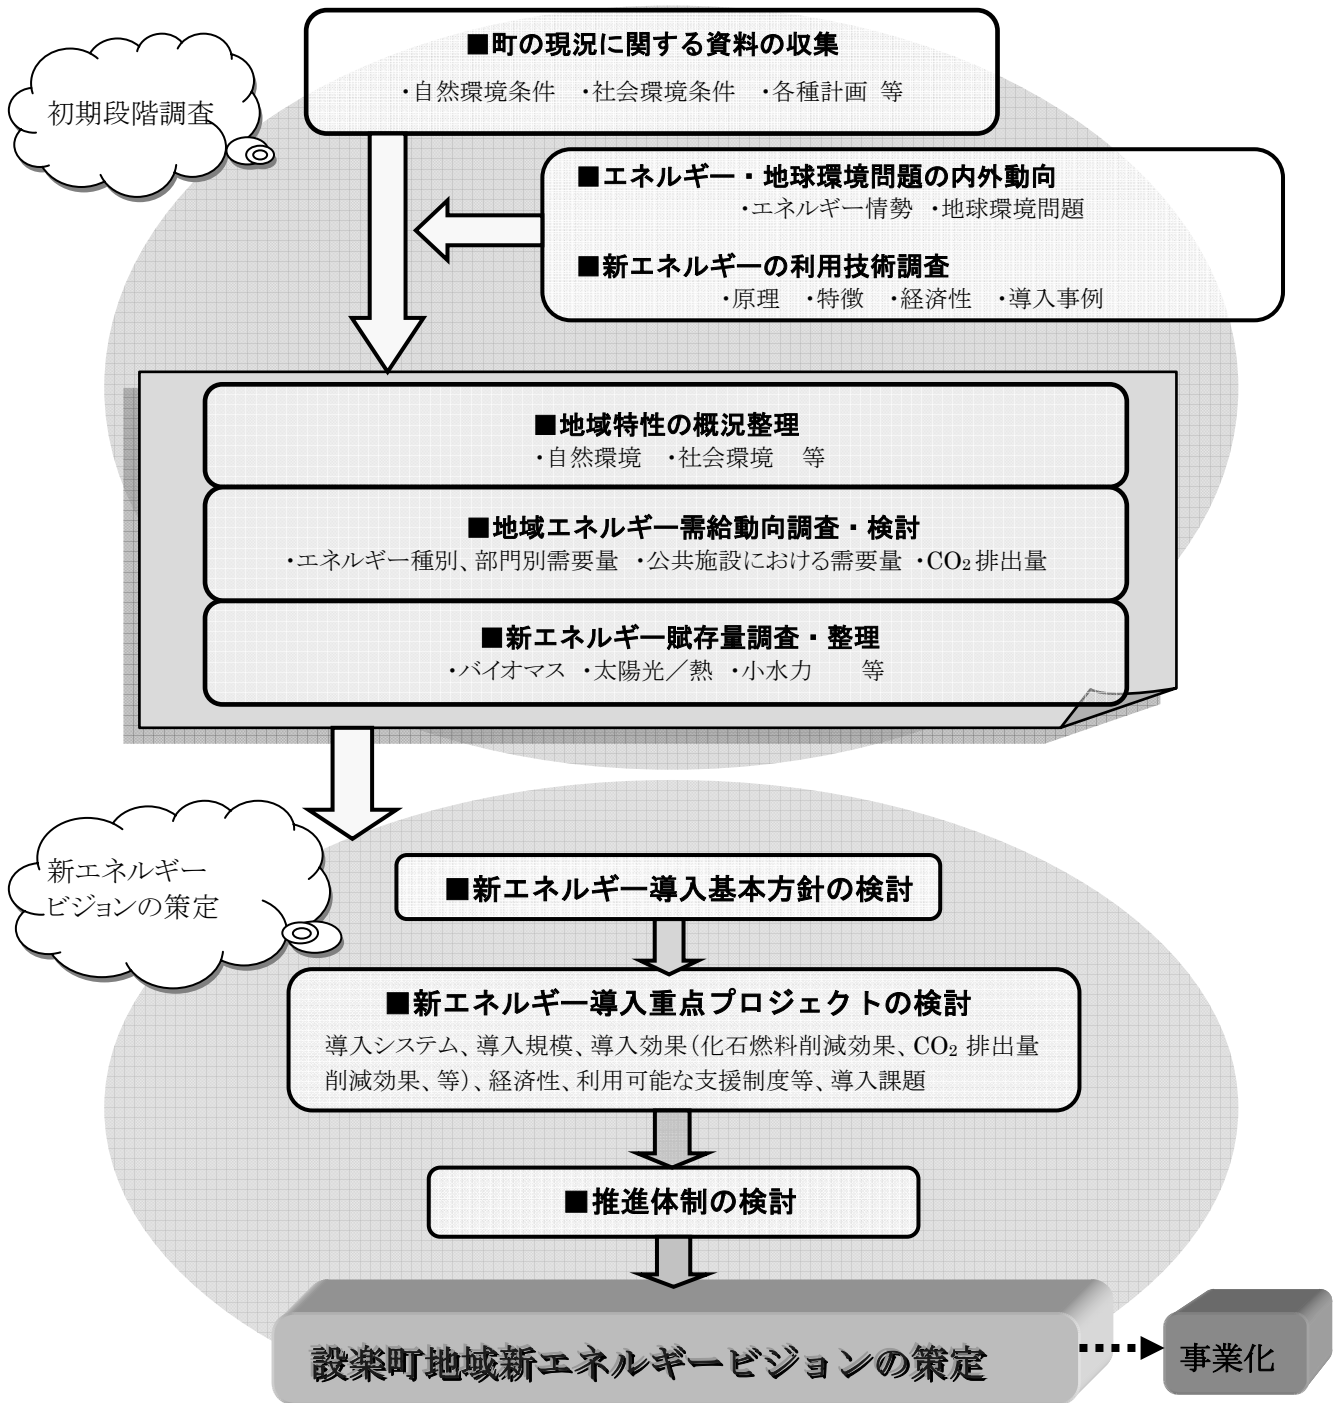 初期段階調査
■町の現況に関する資料の収集
・自然環境条件　・社会環境条件　・各種計画 等
■エネルギー・地球環境問題の内外動向
・エネルギー情勢　・地球環境問題
■新エネルギーの利用技術調査
・原理　・特徴　・経済性　・導入事例
■地域特性の概況整理
・自然環境　・社会環境　等
■地域エネルギー需給動向調査・検討
・エネルギー種別、部門別需要量　・公共施設における需要量　・CO₂排出量
■新エネルギー賦存量調査・整理
・バイオマス　・太陽光／熱　・小水力　　等
新エネルギー
ビジョンの策定
■新エネルギー導入基本方針の検討
■新エネルギー導入重点プロジェクトの検討
導入システム、導入規模、導入効果（化石燃料削減効果、CO₂ 排出量
削減効果、等）、経済性、利用可能な支援制度等、導入課題
■推進体制の検討
設楽町地域新エネルギービジョンの策定
事業化